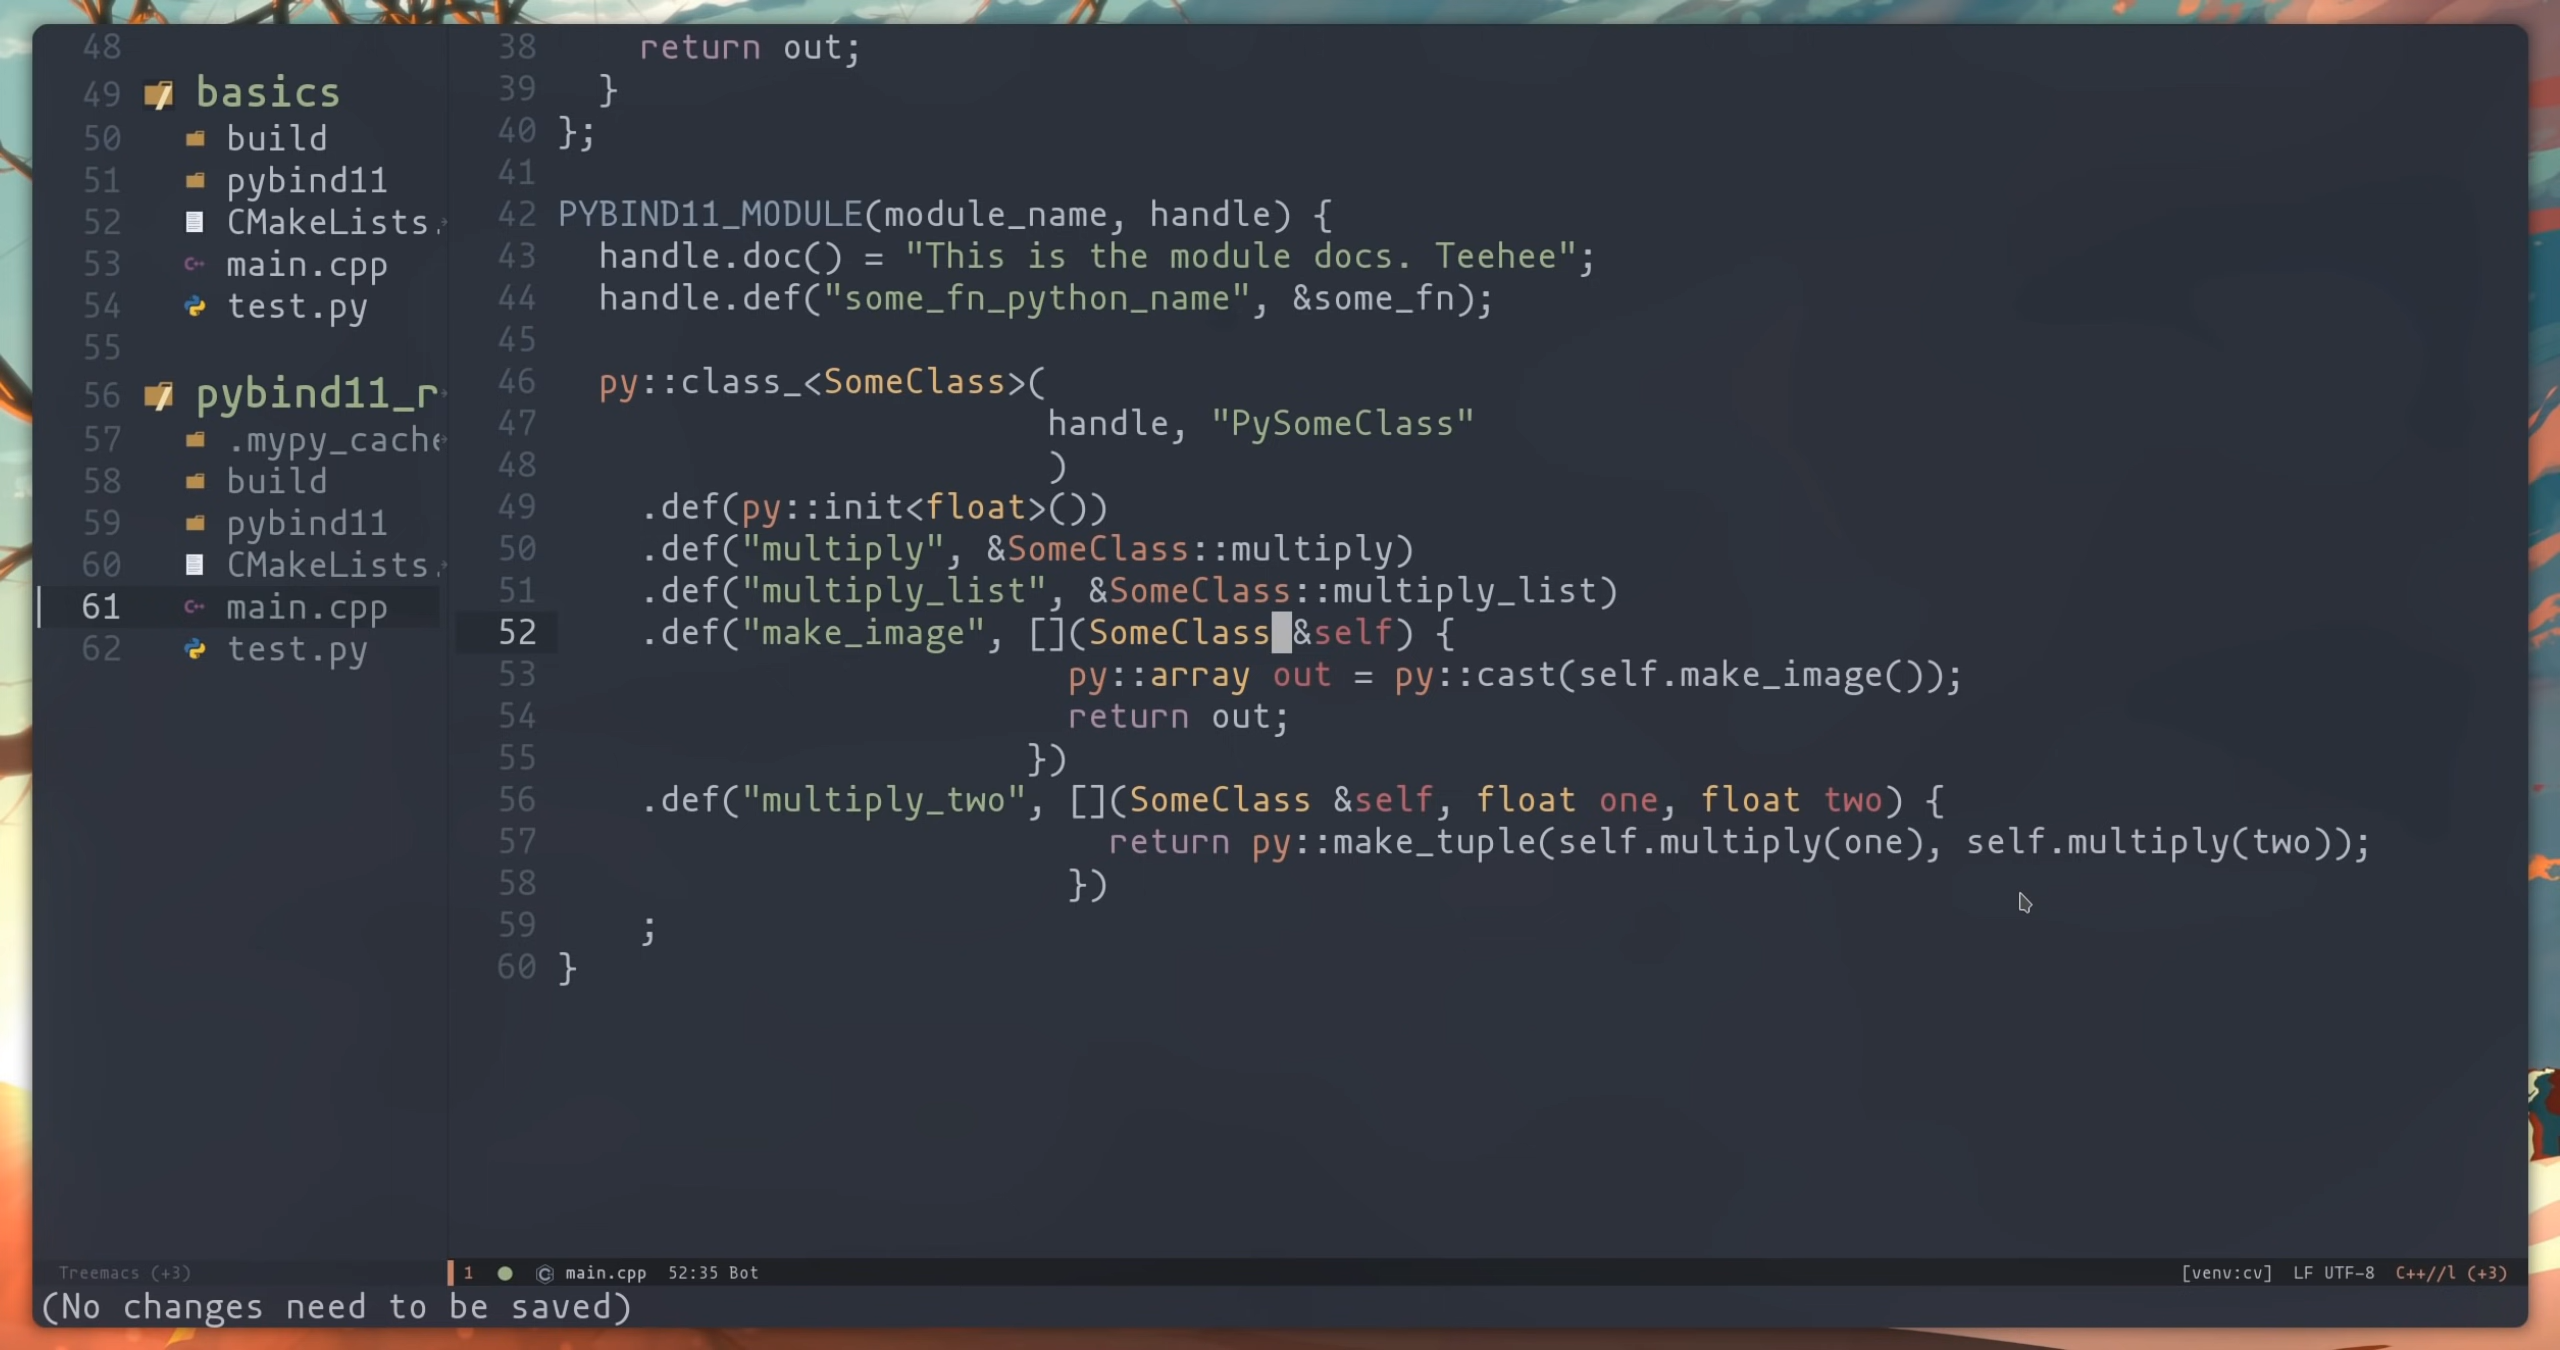 48
49 basics
50 build
51 pybind11
52 CMakeLists.
53 main.cpp
54 test.py
55
56 pybind11_r
57 .mypy_cache
58 build
59 pybind11
60 CMakeLists.
61 main.cpp
62 test.py
38     return out;
39   }
40 };
41
42 PYBIND11_MODULE(module_name, handle) {
43   handle.doc() = "This is the module docs. Teehee";
44   handle.def("some_fn_python_name", &some_fn);
45
46   py::class_<SomeClass>(
47                         handle, "PySomeClass"
48                         )
49     .def(py::init<float>())
50     .def("multiply", &SomeClass::multiply)
51     .def("multiply_list", &SomeClass::multiply_list)
52     .def("make_image", [](SomeClass &self) {
53                          py::array out = py::cast(self.make_image());
54                          return out;
55                        })
56     .def("multiply_two", [](SomeClass &self, float one, float two) {
57                            return py::make_tuple(self.multiply(one), self.multiply(two));
58                          })
59     ;
60 }
Treemacs (+3)
1 main.cpp 52:35 Bot
[venv:cv] LF UTF-8 C++//l (+3)
(No changes need to be saved)